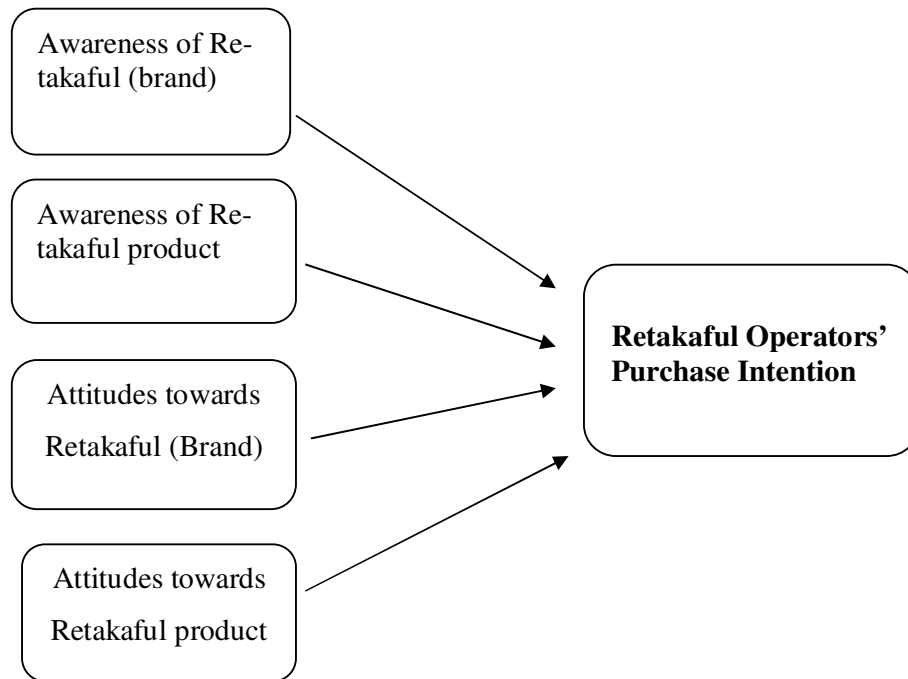 Awareness of Re-
takaful (brand)
Awareness of Re-
takaful product
Attitudes towards
Retakaful (Brand)
Attitudes towards
Retakaful product
Retakaful Operators’
Purchase Intention